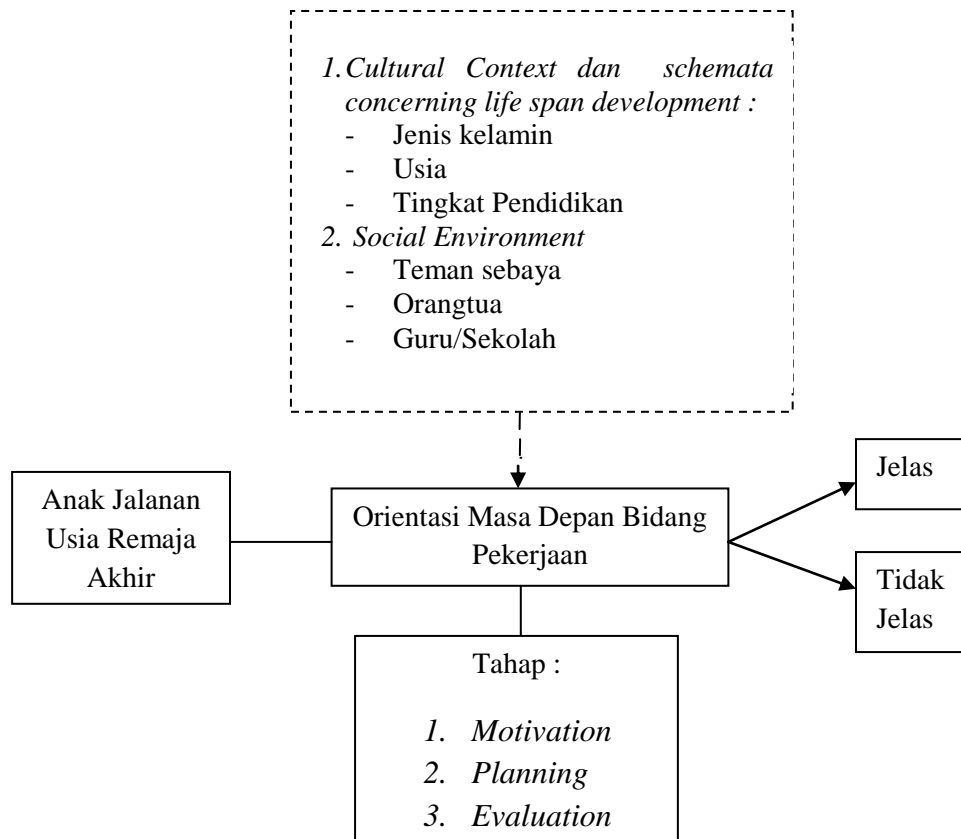 1. Cultural Context dan schemata
concerning life span development :
- Jenis kelamin
- Usia
- Tingkat Pendidikan
2. Social Environment
- Teman sebaya
- Orangtua
- Guru/Sekolah
Anak Jalanan
Usia Remaja
Akhir
Orientasi Masa Depan Bidang
Pekerjaan
Jelas
Tidak
Jelas
Tahap :
1. Motivation
2. Planning
3. Evaluation